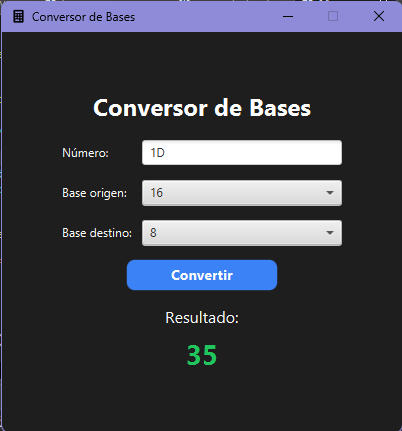 Conversor de Bases
Conversor de Bases
Número: 1D
Base origen: 16
Base destino: 8
Convertir
Resultado:
35